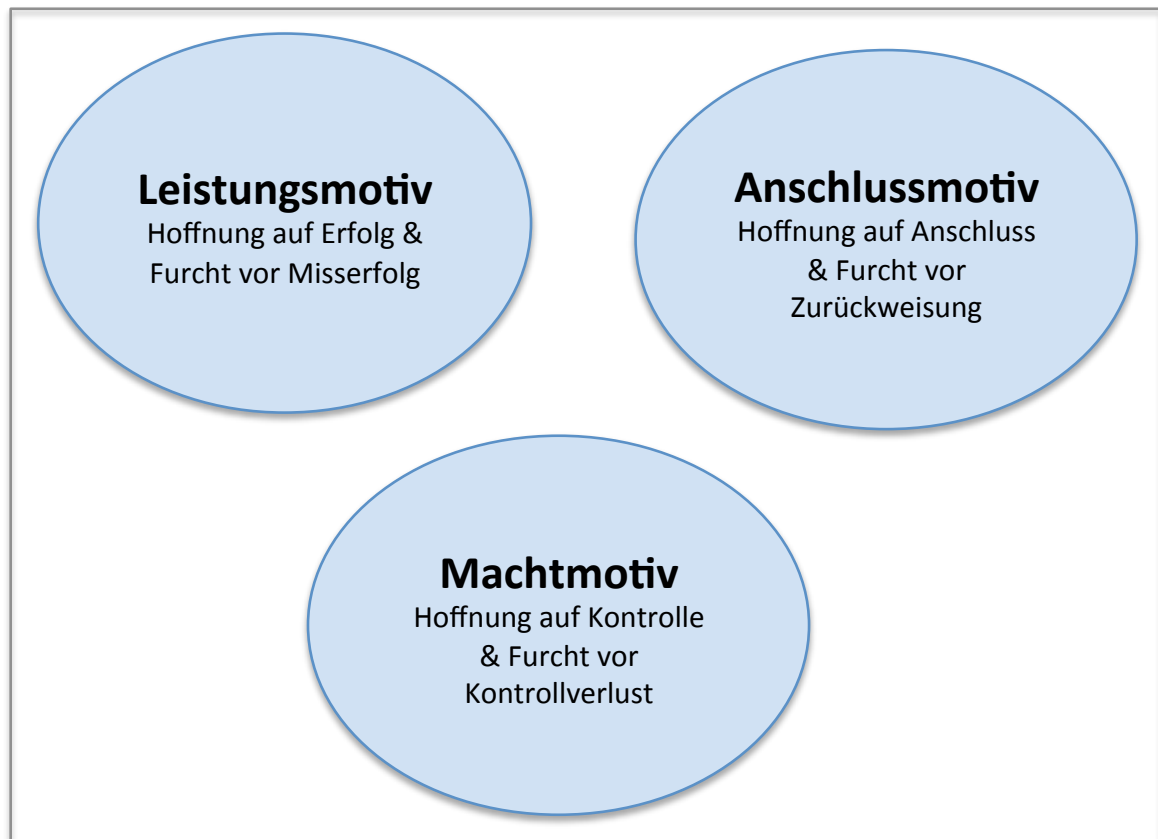 Leistungsmotiv
Hoffnung auf Erfolg &
Furcht vor Misserfolg
Anschlussmotiv
Hoffnung auf Anschluss
& Furcht vor
Zurückweisung
Machtmotiv
Hoffnung auf Kontrolle
& Furcht vor
Kontrollverlust